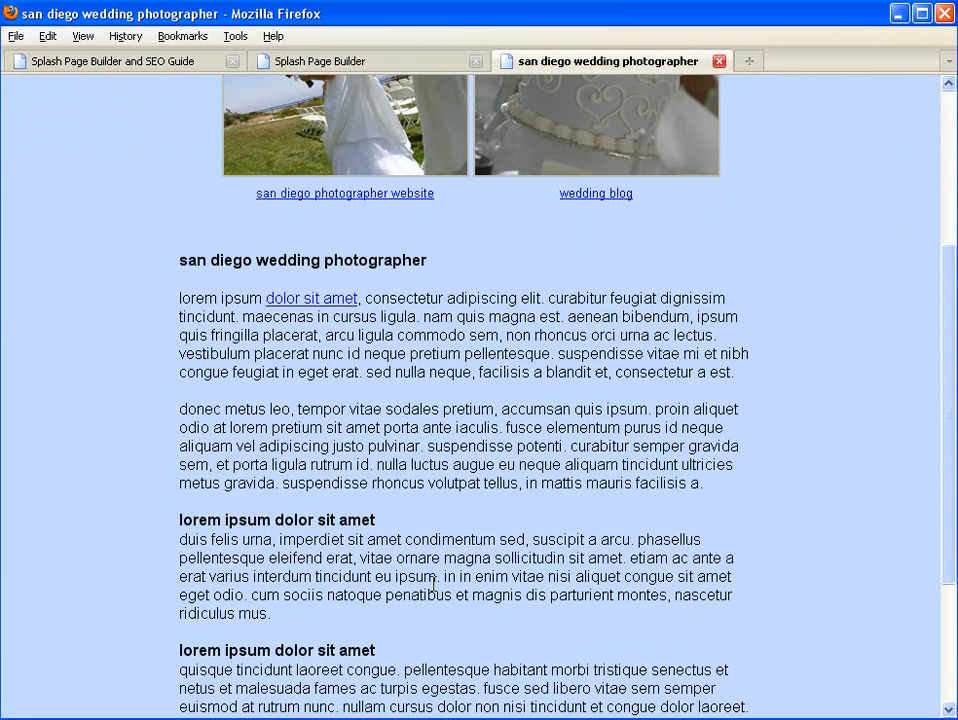 san diego wedding photographer - Mozilla Firefox
File Edit View History Bookmarks Tools Help
Splash Page Builder and SEO Guide Splash Page Builder san diego wedding photographer
san diego photographer website wedding blog
san diego wedding photographer
lorem ipsum dolor sit amet, consectetur adipiscing elit. curabitur feugiat dignissim
tincidunt. maecenas in cursus ligula. nam quis magna est. aenean bibendum, ipsum
quis fringilla placerat, arcu ligula commodo sem, non rhoncus orci urna ac lectus.
vestibulum placerat nunc id neque pretium pellentesque. suspendisse vitae mi et nibh
congue feugiat in eget erat. sed nulla neque, facilisis a blandit et, consectetur a est.
donec metus leo, tempor vitae sodales pretium, accumsan quis ipsum. proin aliquet
odio at lorem pretium sit amet porta ante iaculis. fusce elementum purus id neque
aliquam vel adipiscing justo pulvinar. suspendisse potenti. curabitur semper gravida
sem, et porta ligula rutrum id. nulla luctus augue eu neque aliquam tincidunt ultricies
metus gravida. suspendisse rhoncus volutpat tellus, in mattis mauris facilisis a.
lorem ipsum dolor sit amet
duis felis urna, imperdiet sit amet condimentum sed, suscipit a arcu. phasellus
pellentesque eleifend erat, vitae ornare magna sollicitudin sit amet. etiam ac ante a
erat varius interdum tincidunt eu ipsum. in in enim vitae nisi aliquet congue sit amet
eget odio. cum sociis natoque penatibus et magnis dis parturient montes, nascetur
ridiculus mus.
lorem ipsum dolor sit amet
quisque tincidunt laoreet congue. pellentesque habitant morbi tristique senectus et
netus et malesuada fames ac turpis egestas. fusce sed libero vitae sem semper
euismod at rutrum nunc. nullam cursus dolor non nisi tincidunt et congue dolor laoreet.